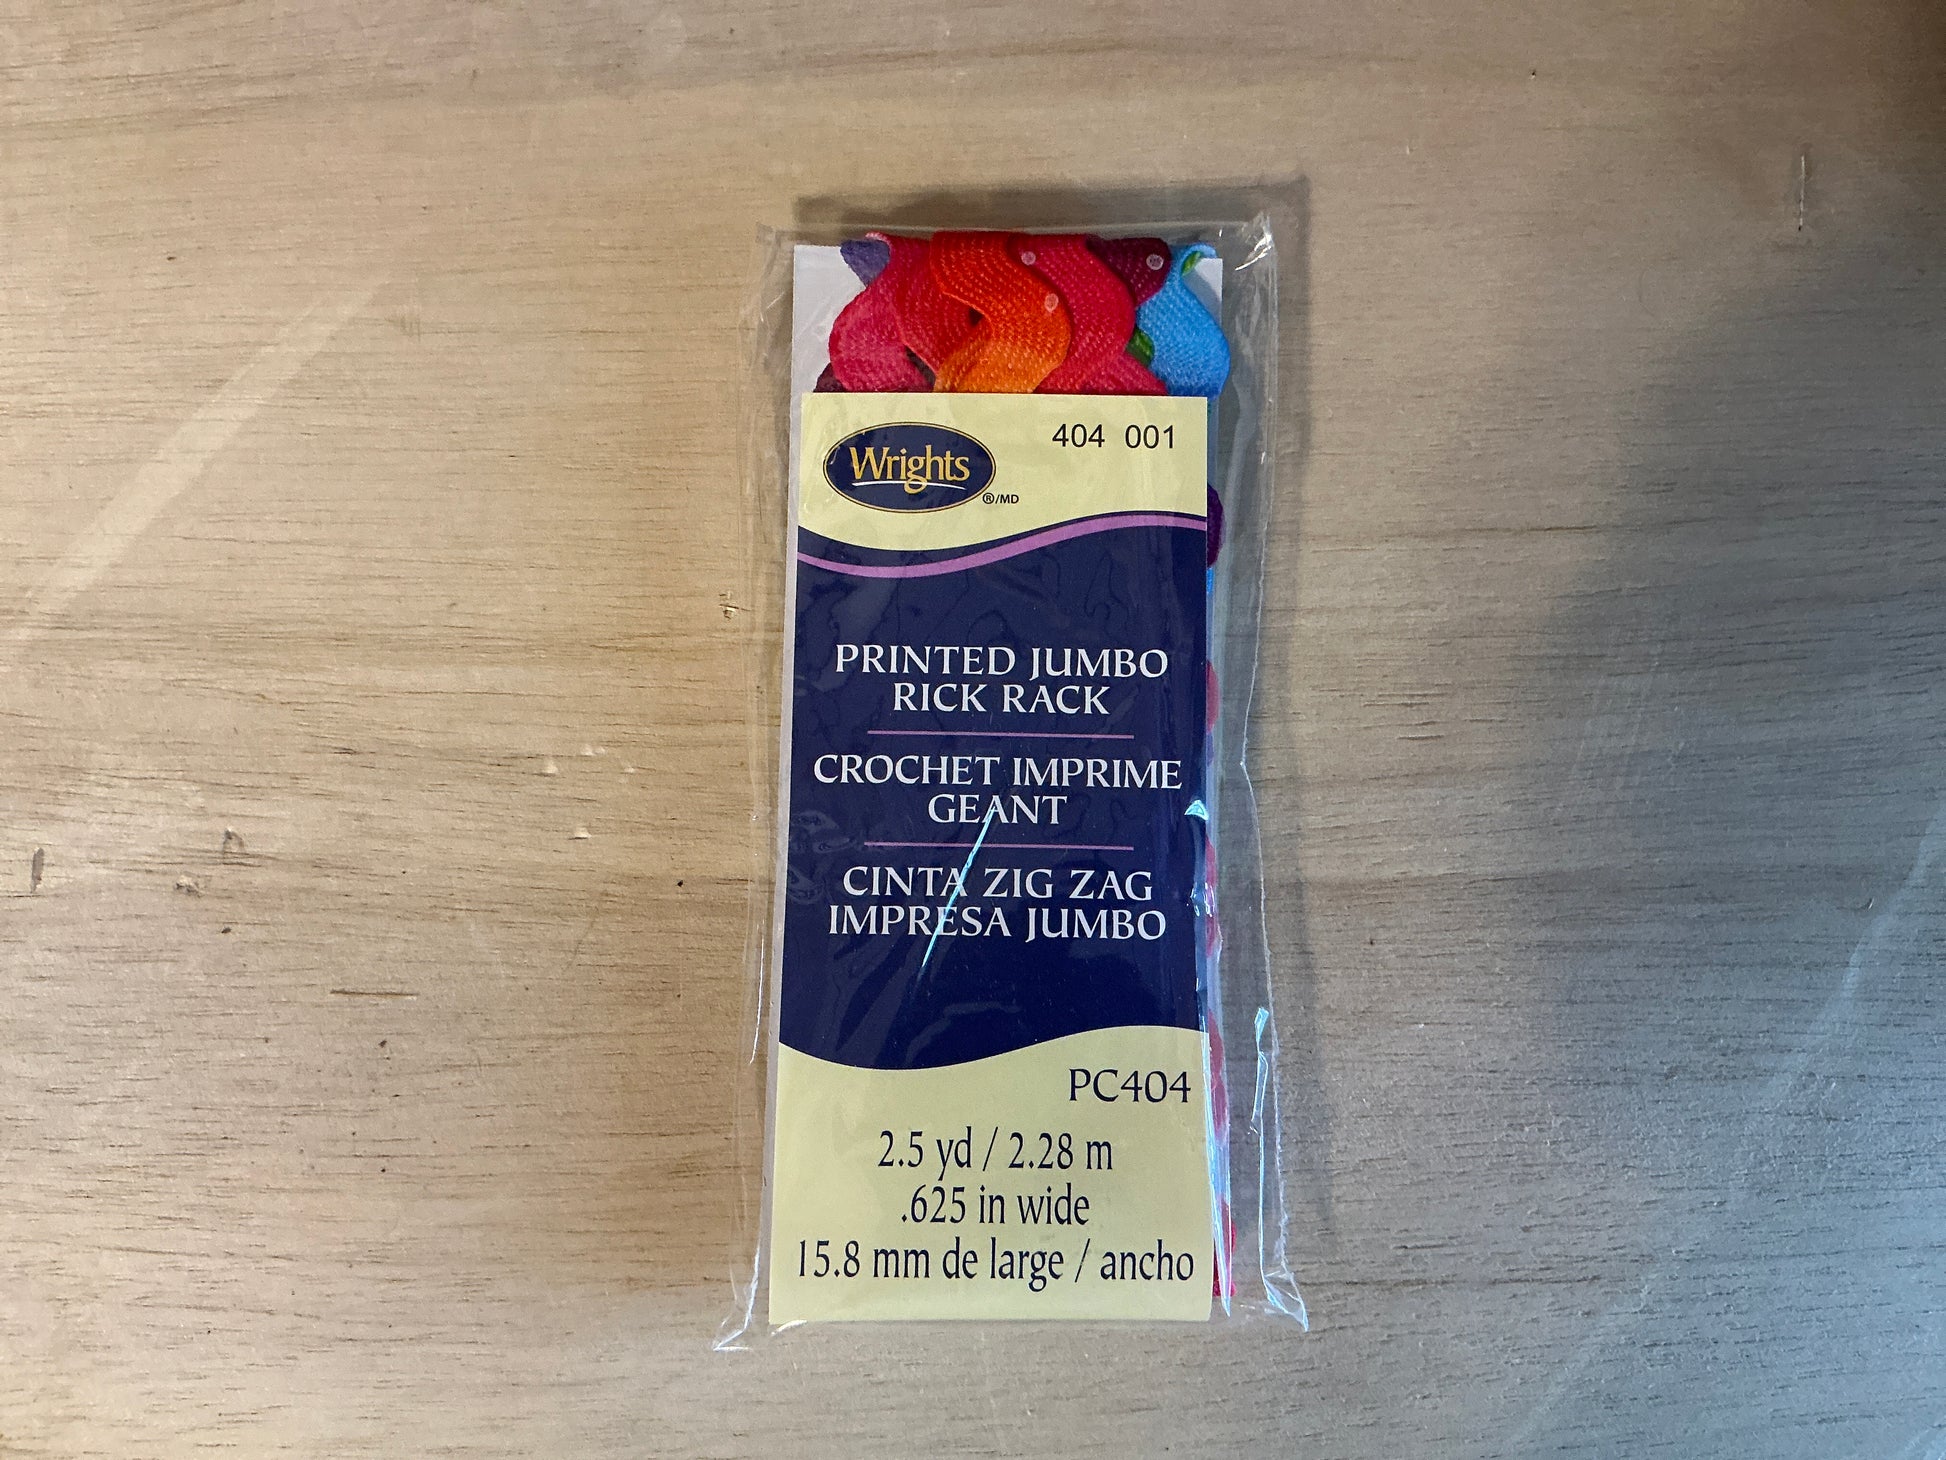 Wrights
®/MD
404 001
PRINTED JUMBO
RICK RACK
CROCHET IMPRIME
GEANT
CINTA ZIG ZAG
IMPRESA JUMBO
PC404
2.5 yd / 2.28 m
.625 in wide
15.8 mm de large / ancho